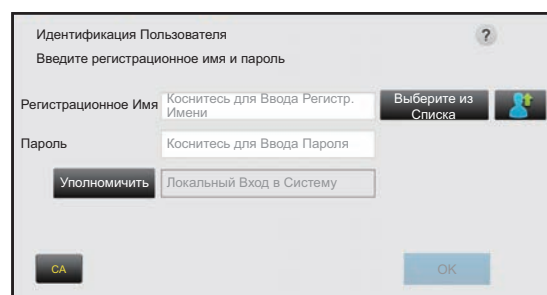 Идентификация Пользователя
?
Введите регистрационное имя и пароль
Регистрационное Имя
Коснитесь для Ввода Регистр.
Имени
Выберите из
Списка
Пароль
Коснитесь для Ввода Пароля
Уполномичить
Локальный Вход в Систему
CA
OK